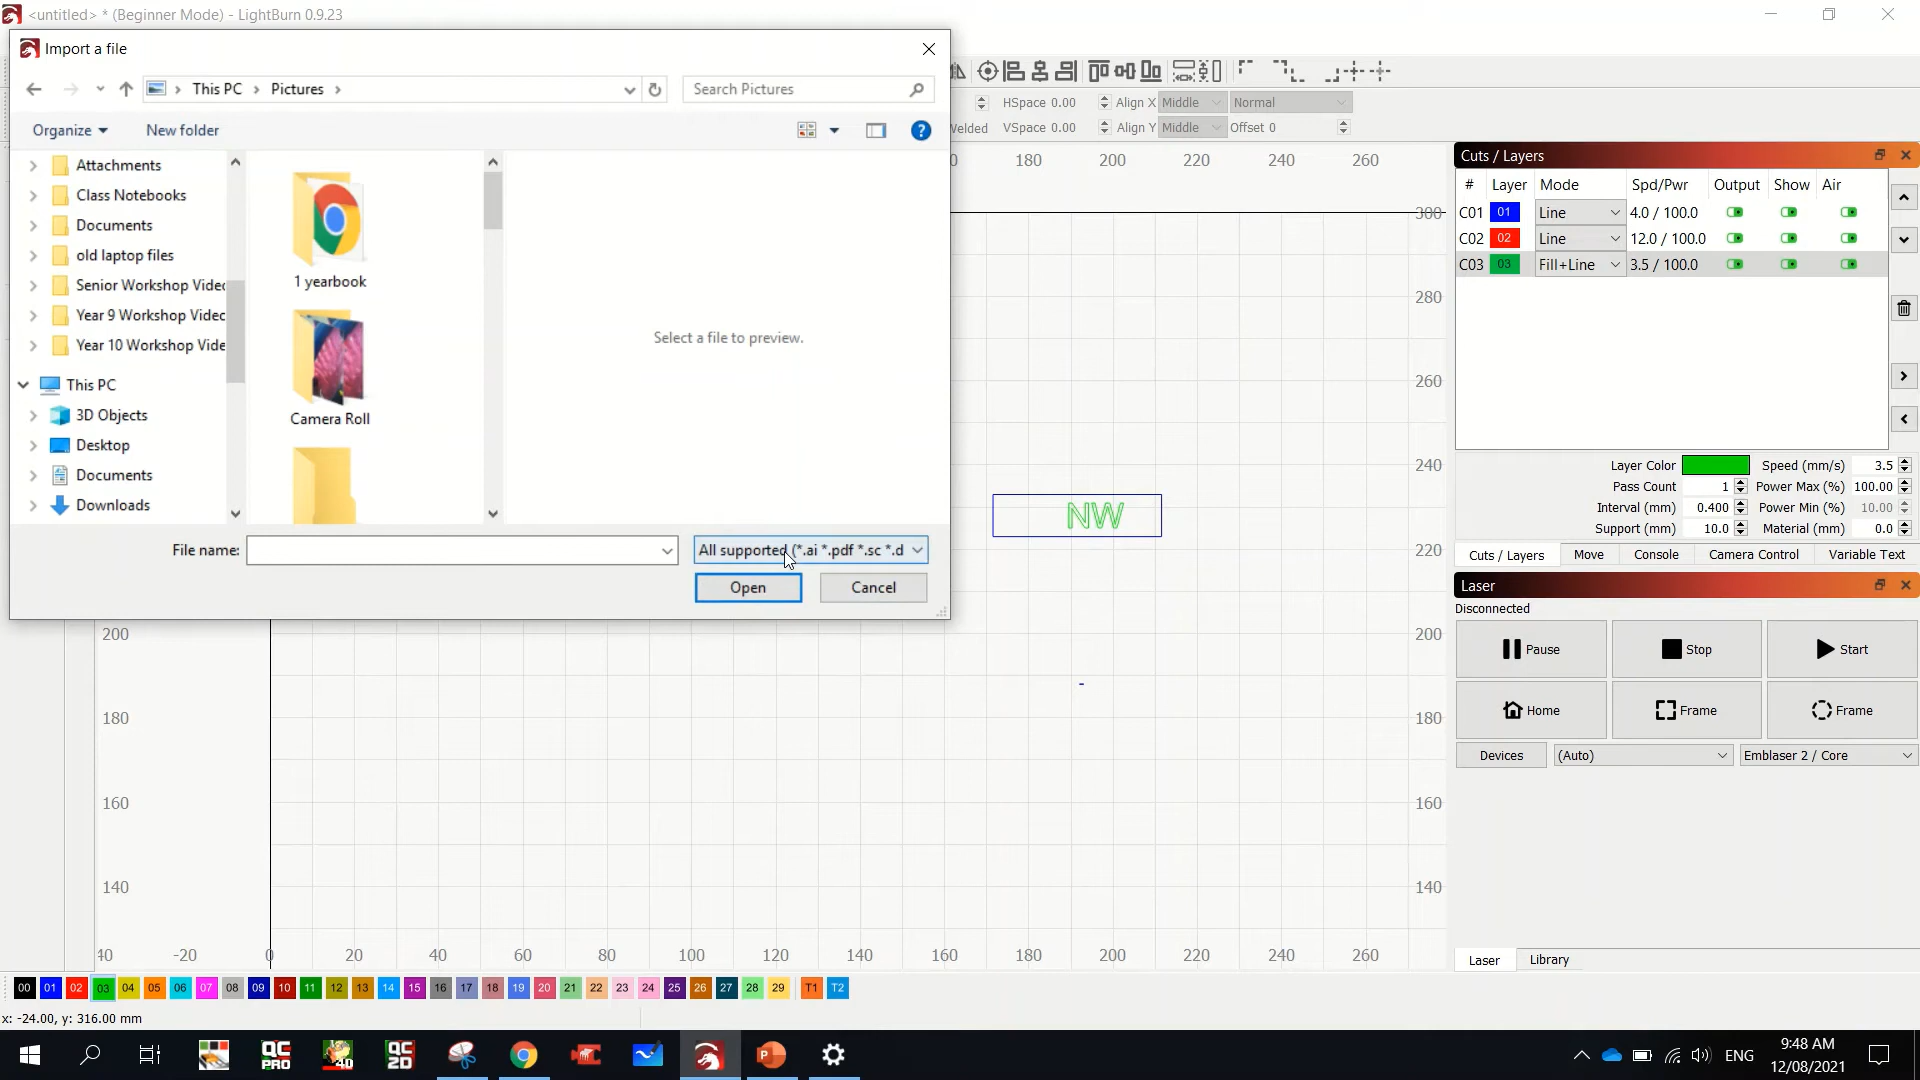 <untitled> * (Beginner Mode) - LightBurn 0.9.23
Import a file
This PC > Pictures >
Search Pictures
Organize
New folder
Attachments
Class Notebooks
Documents
old laptop files
Senior Workshop Videc
Year 9 Workshop Videc
Year 10 Workshop Vide
This PC
3D Objects
Desktop
Documents
Downloads
1 yearbook
Camera Roll
Select a file to preview.
File name:
All supported (*.ai *.pdf *.sc *.d
Open
Cancel
HSpace 0.00
Align X Middle
Normal
Welded
VSpace 0.00
Align Y Middle
Offset 0
0 180 200 220 240 260
300
280
260
240
220
200
180
160
140
NW
200
180
160
140
40 -20 0 20 40 60 80 100 120 140 160 180 200 220 240 260
Cuts / Layers
# Layer Mode Spd/Pwr Output Show Air
C01 01 Line 4.0 / 100.0
C02 02 Line 12.0 / 100.0
C03 03 Fill+Line 3.5 / 100.0
Layer Color
Speed (mm/s) 3.5
Pass Count 1
Power Max (%) 100.00
Interval (mm) 0.400
Power Min (%) 10.00
Support (mm) 10.0
Material (mm) 0.0
Cuts / Layers Move Console Camera Control Variable Text
Laser
Disconnected
Pause Stop Start
Home Frame Frame
Devices (Auto) Emblaser 2 / Core
Laser Library
00 01 02 03 04 05 06 07 08 09 10 11 12 13 14 15 16 17 18 19 20 21 22 23 24 25 26 27 28 29 T1 T2
x: -24.00, y: 316.00 mm
QC PRO
4D
QC 2D
ENG
9:48 AM
12/08/2021